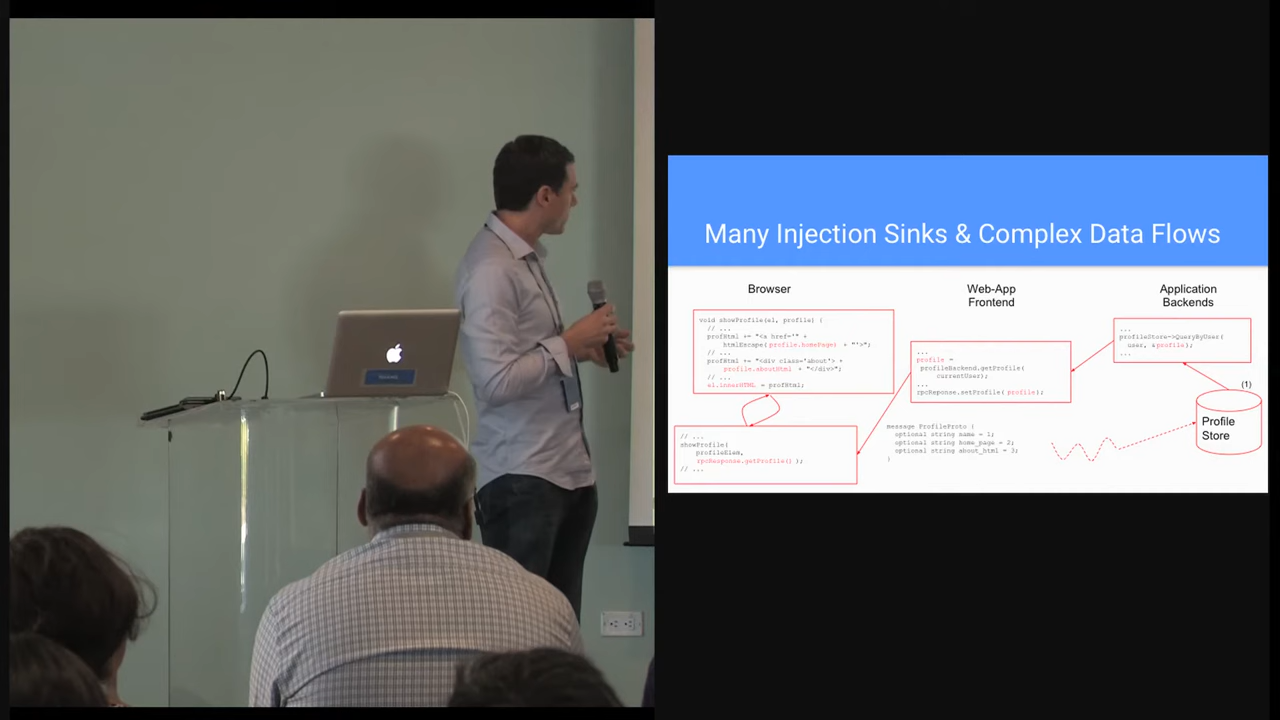 Many Injection Sinks & Complex Data Flows
Browser
void showProfile(el, profile) {
// ...
profHtml += "<a href='" +
htmlEscape(profile.homePage) + "'>";
// ...
profHtml += "<div class='about'> +
profile.aboutHtml + "</div>";
// ...
el.innerHTML = profHtml;
// ...
showProfile(
profileElem,
rpcResponse.getProfile() );
// ...
Web-App
Frontend
...
profile =
profileBackend.getProfile(
currentUser);
...
rpcReponse.setProfile( profile);
message ProfileProto {
optional string name = 1;
optional string home_page = 2;
optional string about_html = 3;
}
Application
Backends
...
profileStore->QueryByUser(
user, &profile);
...
(1)
Profile
Store